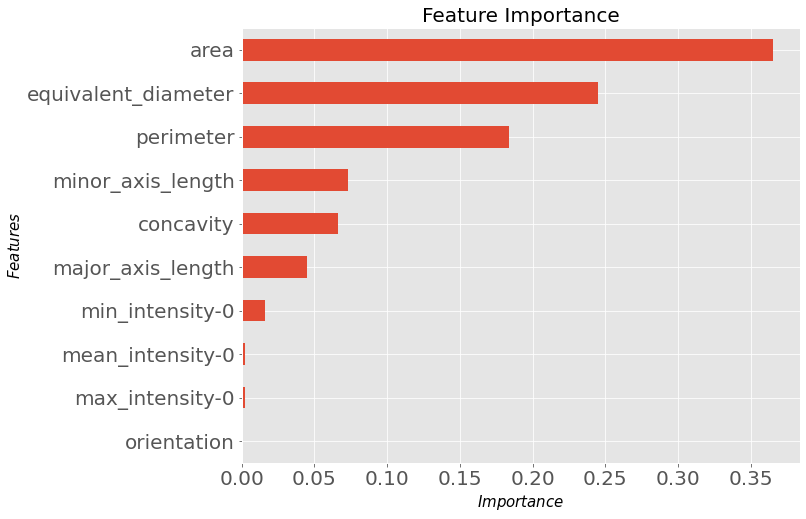 Feature Importance
area
equivalent_diameter
perimeter
minor_axis_length
concavity
major_axis_length
min_intensity-0
mean_intensity-0
max_intensity-0
orientation
Features
0.00 0.05 0.10 0.15 0.20 0.25 0.30 0.35
Importance